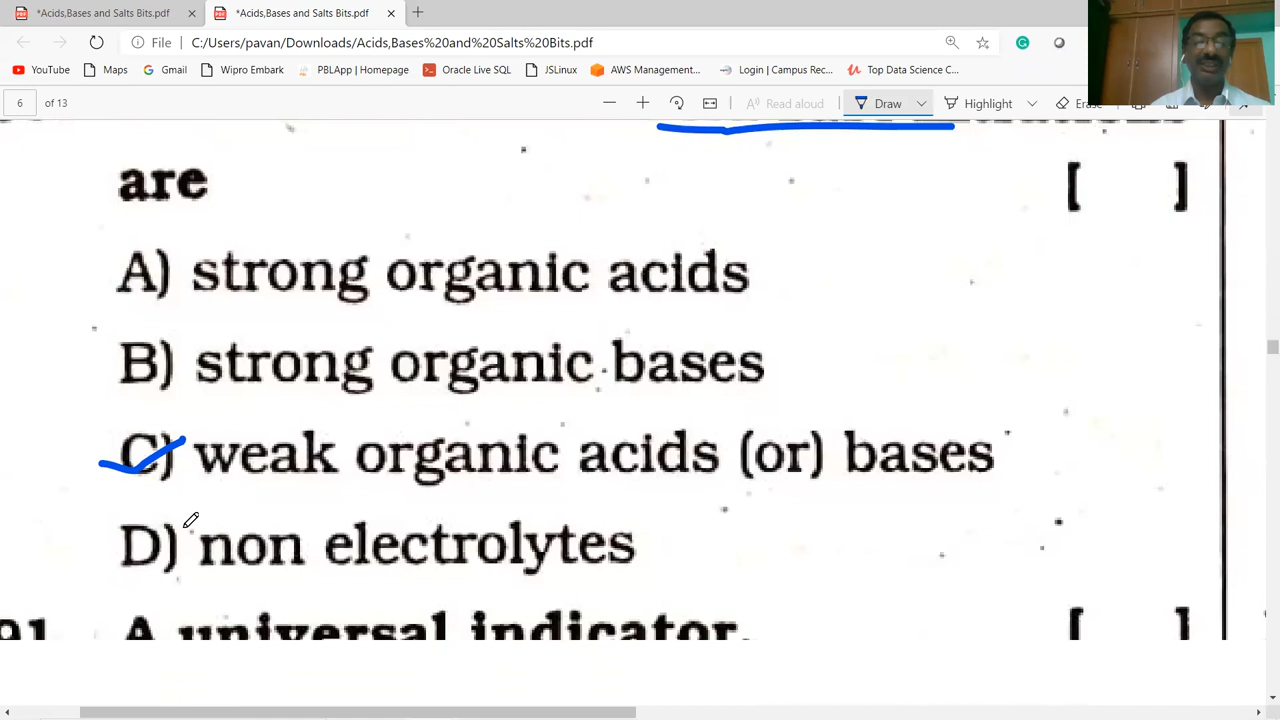 *Acids,Bases and Salts Bits.pdf
*Acids,Bases and Salts Bits.pdf
File C:/Users/pavan/Downloads/Acids,Bases%20and%20Salts%20Bits.pdf
YouTube Maps Gmail Wipro Embark PBLApp | Homepage Oracle Live SQL JSLinux AWS Management... Login | Campus Rec... Top Data Science C...
6 of 13 Read aloud Draw Highlight Erase
are [ ]
A) strong organic acids
B) strong organic bases
C) weak organic acids (or) bases
D) non electrolytes
91. A universal indicator. [ ]